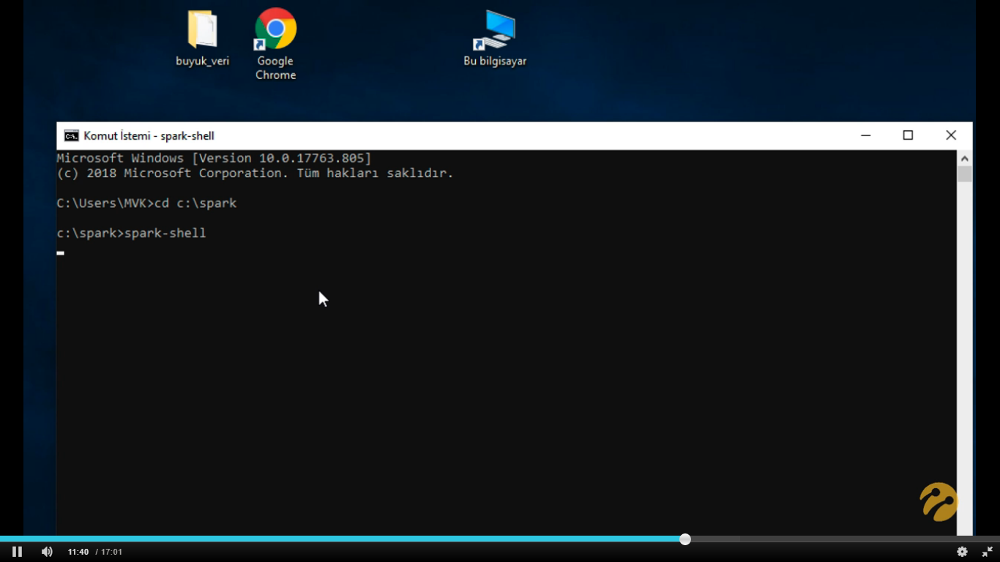 buyuk_veri
Google
Chrome
Bu bilgisayar
Komut İstemi - spark-shell
Microsoft Windows [Version 10.0.17763.805]
(c) 2018 Microsoft Corporation. Tüm hakları saklıdır.
C:\Users\MVK>cd c:\spark
c:\spark>spark-shell
11:40 / 17:01